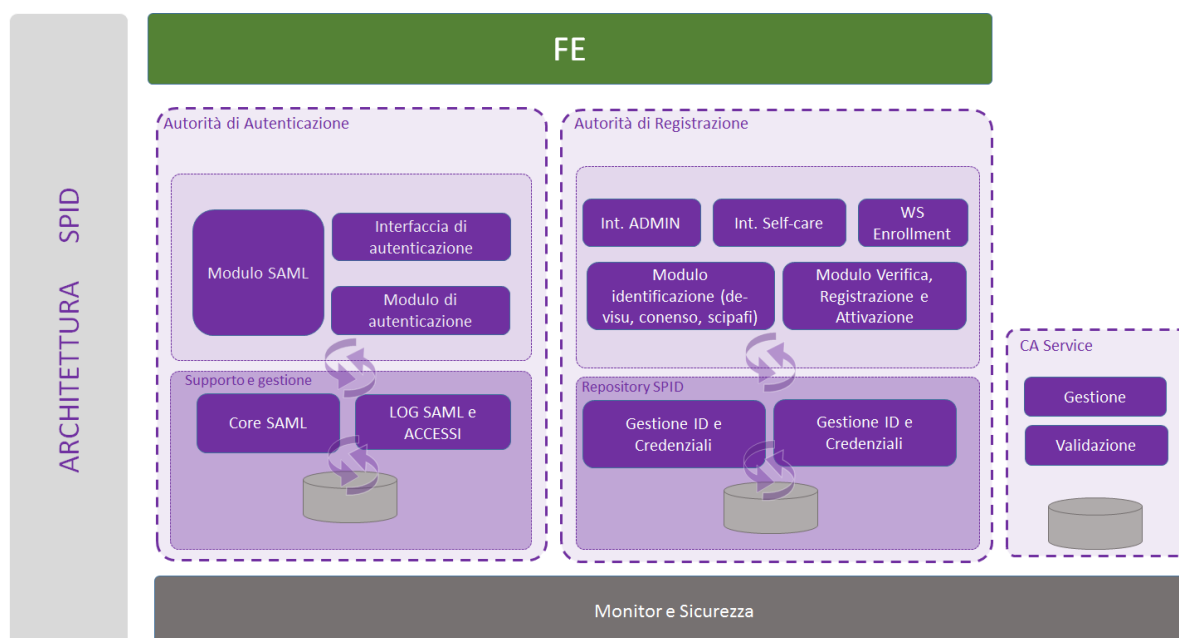 ARCHITETTURA SPID
FE
Autorità di Autenticazione
Modulo SAML
Interfaccia di
autenticazione
Modulo di
autenticazione
Supporto e gestione
Core SAML
LOG SAML e
ACCESSI
Autorità di Registrazione
Int. ADMIN
Int. Self-care
WS
Enrollment
Modulo
identificazione (de-
visu, conenso, scipafi)
Modulo Verifica,
Registrazione e
Attivazione
Repository SPID
Gestione ID e
Credenziali
Gestione ID e
Credenziali
CA Service
Gestione
Validazione
Monitor e Sicurezza